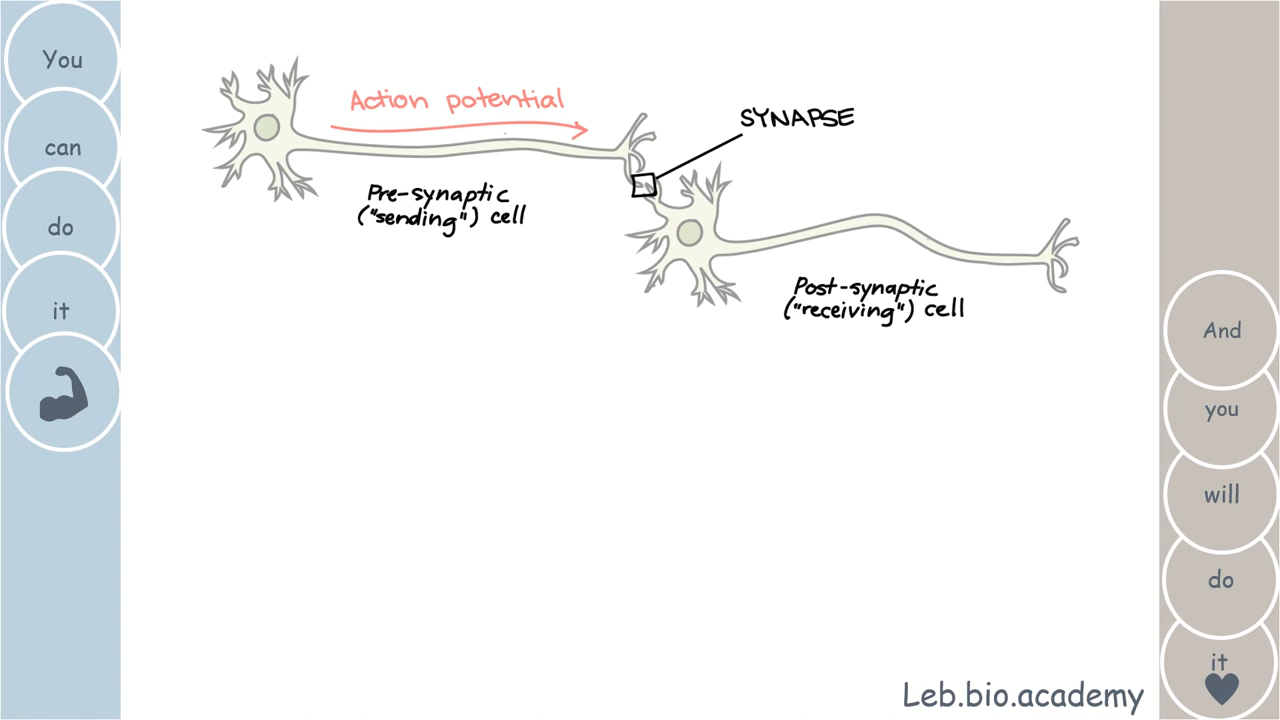 You
can
do
it
Action potential
SYNAPSE
Pre-synaptic
("sending") cell
Post-synaptic
("receiving") cell
And
you
will
do
it
Leb.bio.academy